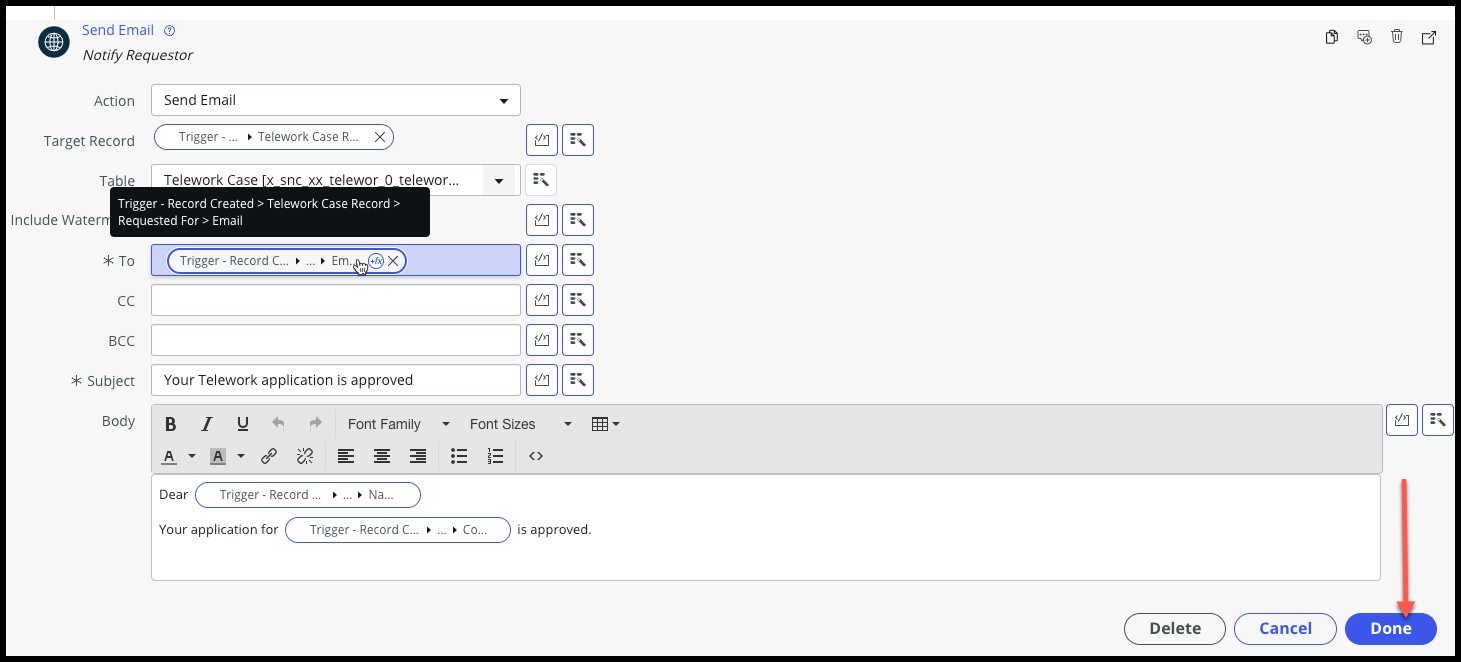 Send Email
Notify Requestor
Action Send Email
Target Record Trigger - ... Telework Case R...
Table Telework Case [x_snc_xx_telewor_0_telewor...
Trigger - Record Created > Telework Case Record >
Requested For > Email
Include Waterm
To Trigger - Record C... ... Em... +fx
CC
BCC
Subject Your Telework application is approved
Body B I U Font Family Font Sizes
A A
Dear Trigger - Record ... ... Na...
Your application for Trigger - Record C... ... Co... is approved.
Delete Cancel Done